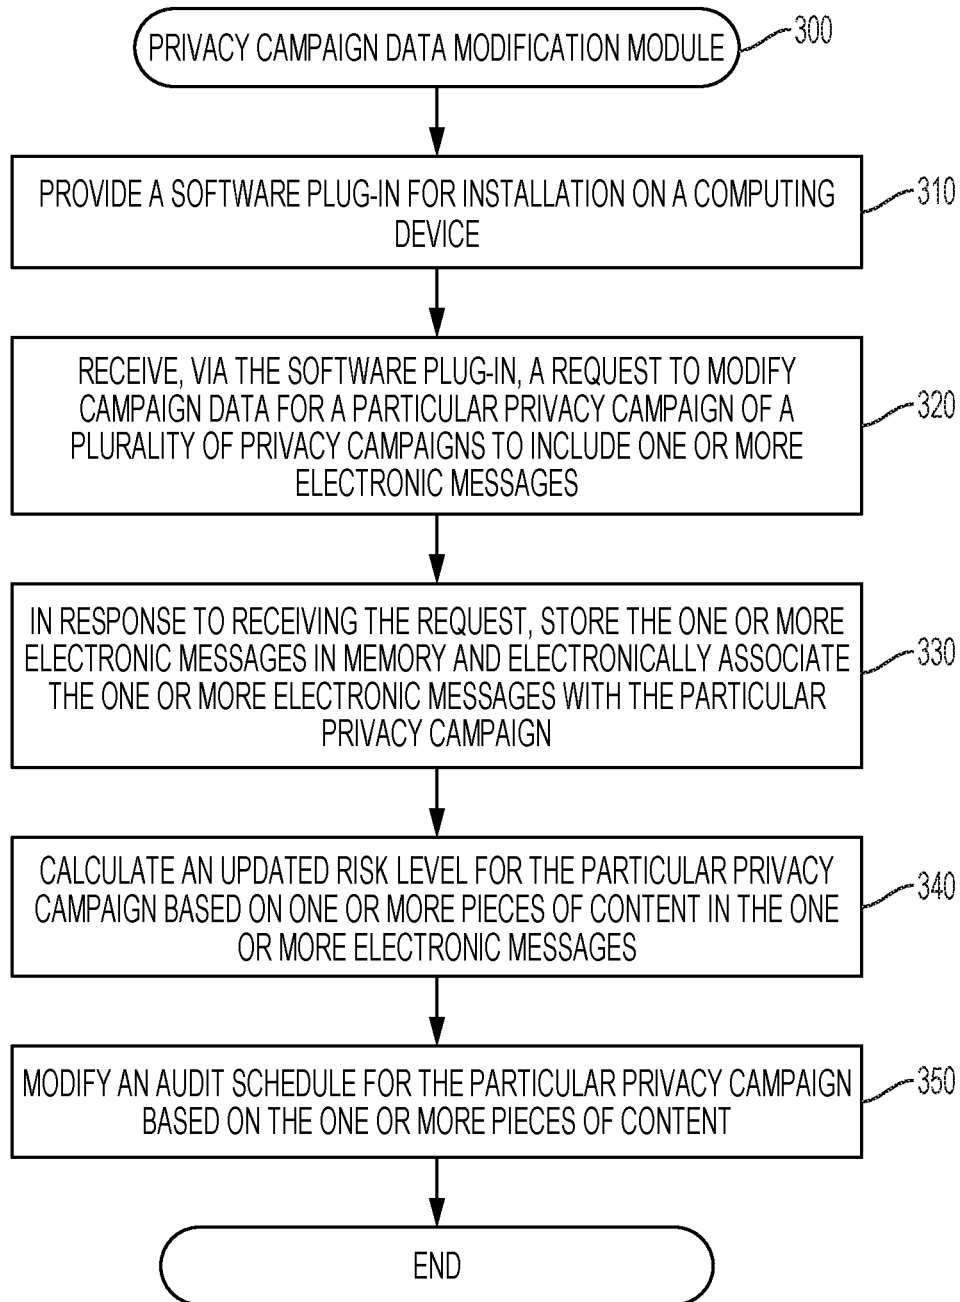 PRIVACY CAMPAIGN DATA MODIFICATION MODULE
300
PROVIDE A SOFTWARE PLUG-IN FOR INSTALLATION ON A COMPUTING
DEVICE
310
RECEIVE, VIA THE SOFTWARE PLUG-IN, A REQUEST TO MODIFY
CAMPAIGN DATA FOR A PARTICULAR PRIVACY CAMPAIGN OF A
PLURALITY OF PRIVACY CAMPAIGNS TO INCLUDE ONE OR MORE
ELECTRONIC MESSAGES
320
IN RESPONSE TO RECEIVING THE REQUEST, STORE THE ONE OR MORE
ELECTRONIC MESSAGES IN MEMORY AND ELECTRONICALLY ASSOCIATE
THE ONE OR MORE ELECTRONIC MESSAGES WITH THE PARTICULAR
PRIVACY CAMPAIGN
330
CALCULATE AN UPDATED RISK LEVEL FOR THE PARTICULAR PRIVACY
CAMPAIGN BASED ON ONE OR MORE PIECES OF CONTENT IN THE ONE
OR MORE ELECTRONIC MESSAGES
340
MODIFY AN AUDIT SCHEDULE FOR THE PARTICULAR PRIVACY CAMPAIGN
BASED ON THE ONE OR MORE PIECES OF CONTENT
350
END